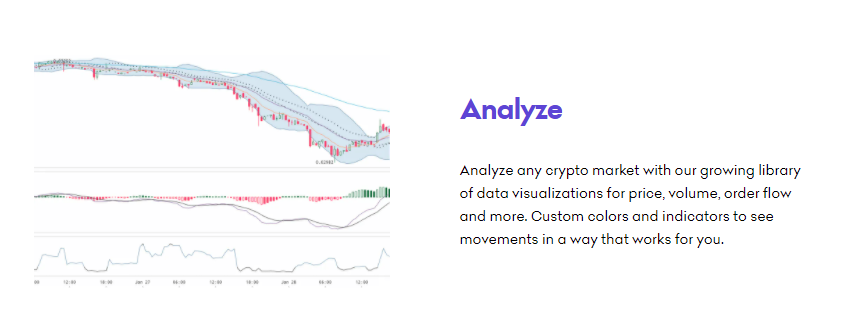 Analyze
Analyze any crypto market with our growing library
of data visualizations for price, volume, order flow
and more. Custom colors and indicators to see
movements in a way that works for you.
00 12:00 18:00 Jan 27 06:00 12:00 18:00 Jan 28 06:00 12:00